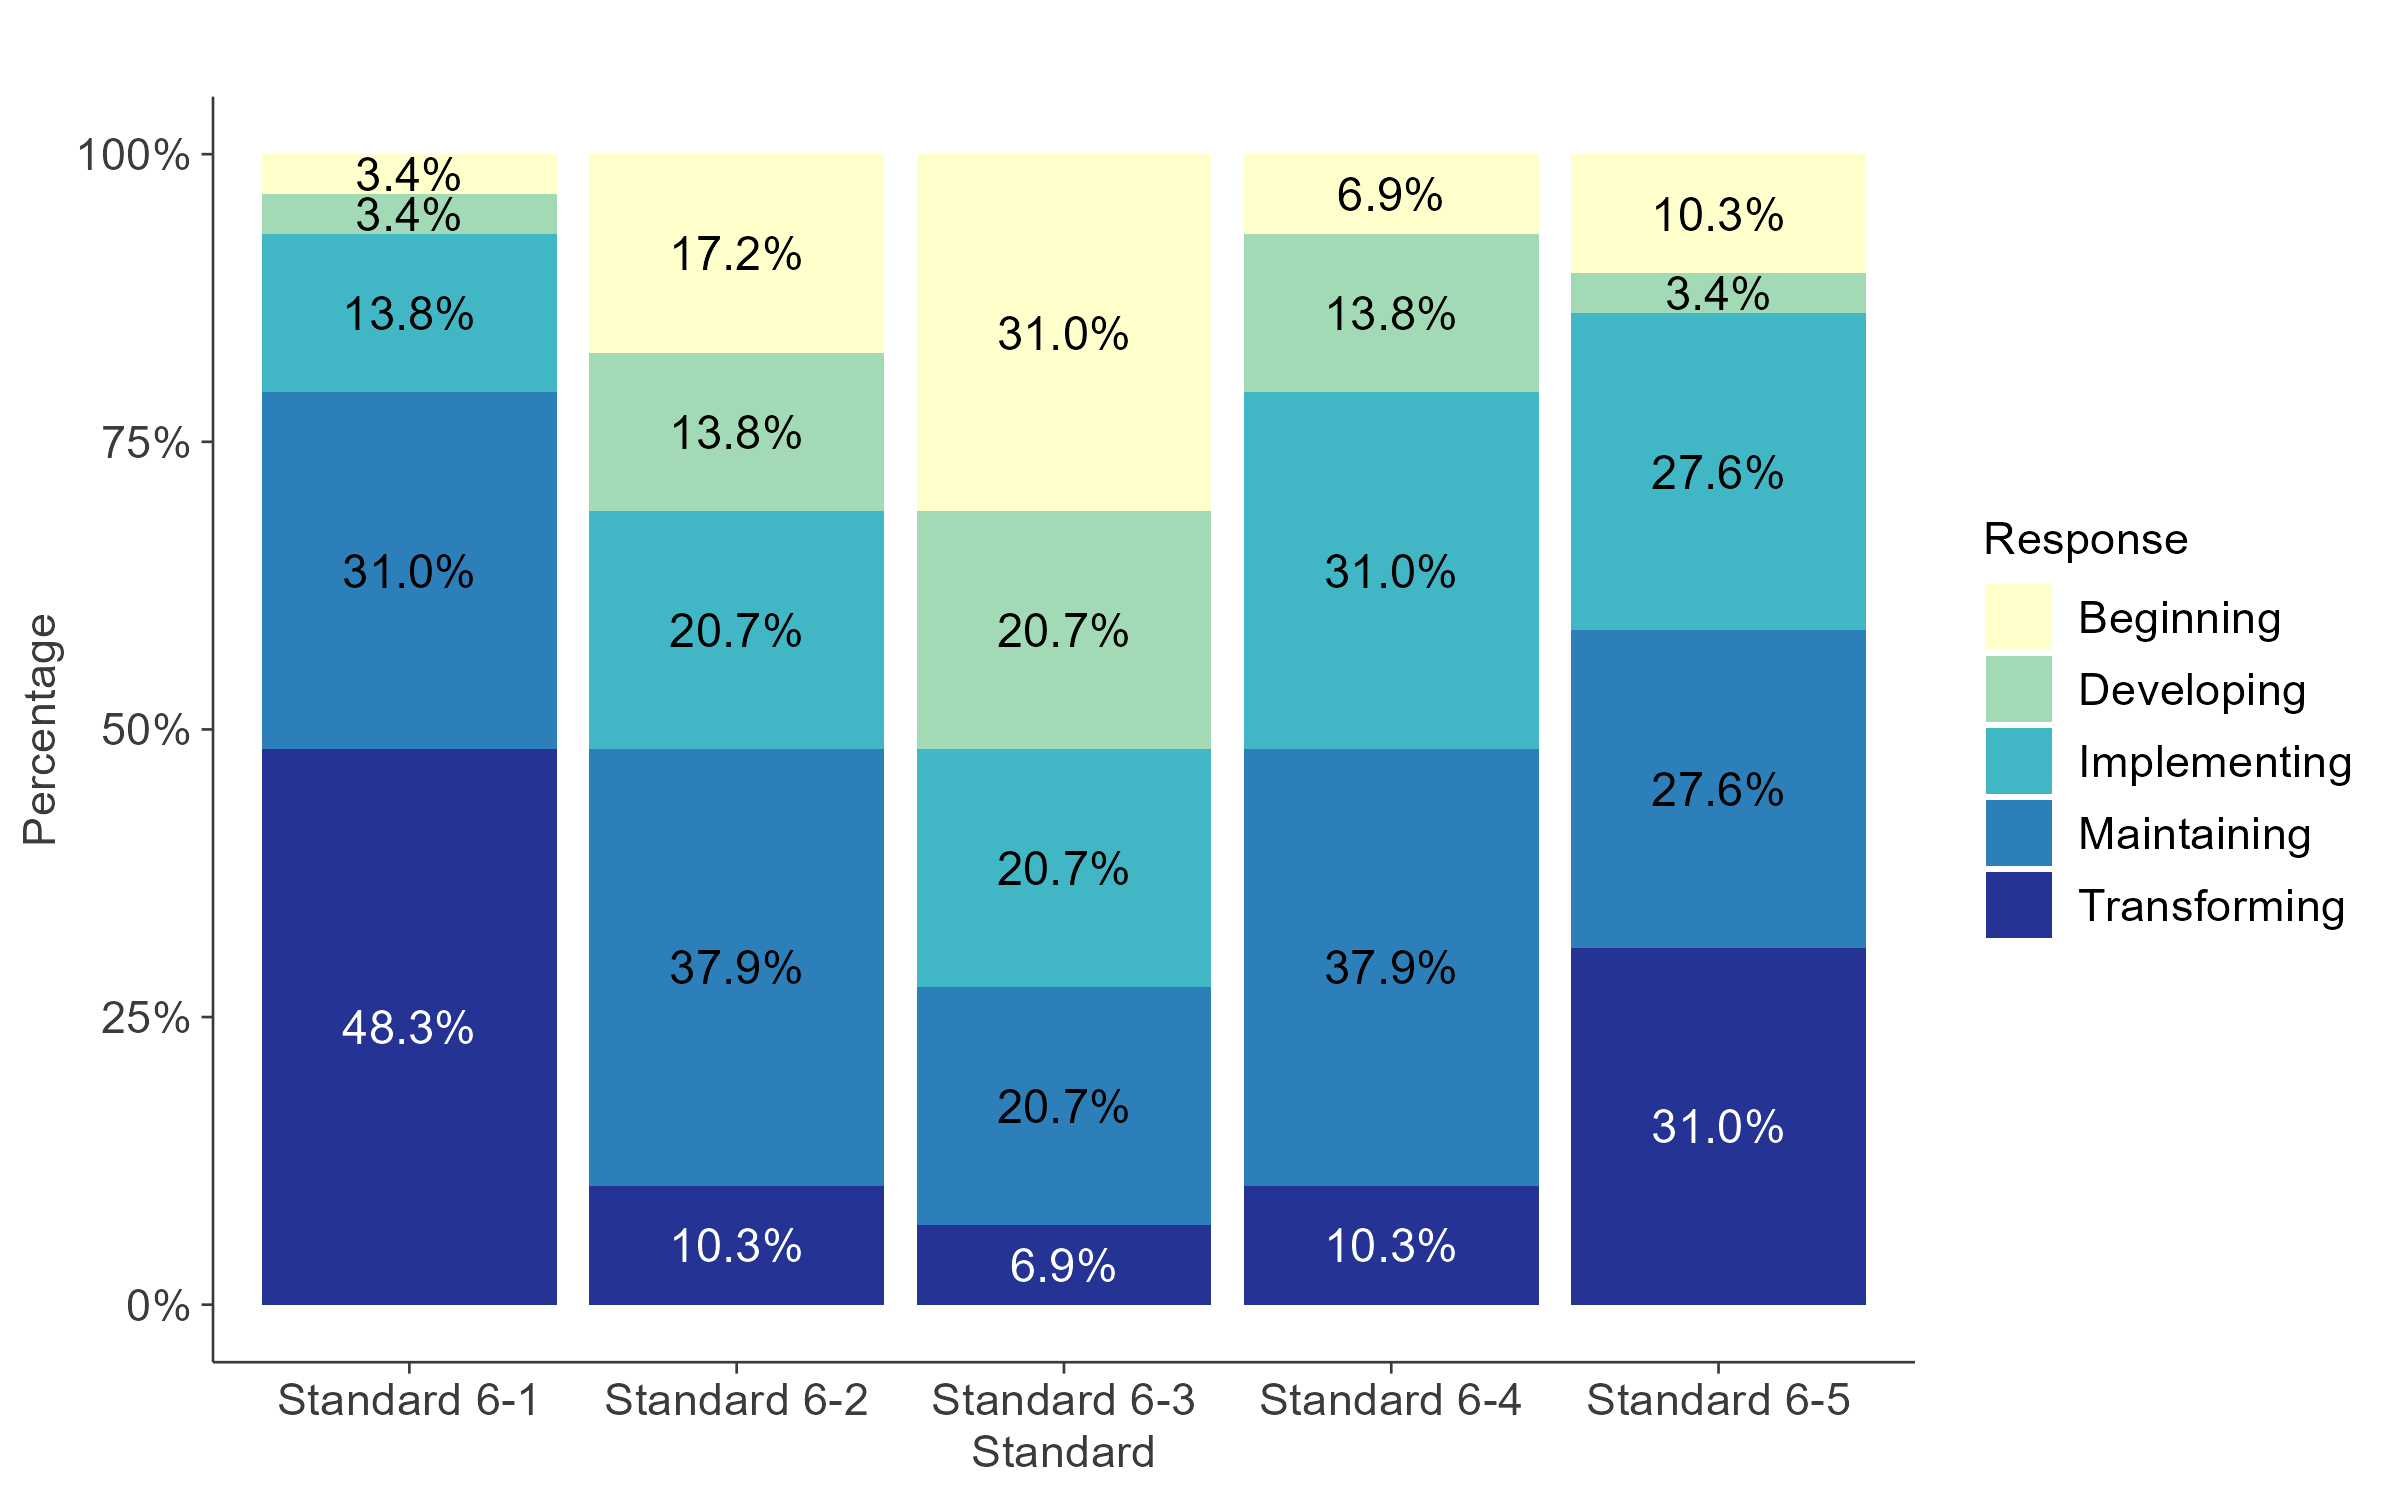 100%
75%
50%
25%
0%
Percentage
3.4%
3.4%
13.8%
31.0%
48.3%
17.2%
13.8%
20.7%
37.9%
10.3%
31.0%
20.7%
20.7%
20.7%
6.9%
6.9%
13.8%
31.0%
37.9%
10.3%
10.3%
3.4%
27.6%
27.6%
31.0%
Standard 6-1
Standard 6-2
Standard 6-3
Standard 6-4
Standard 6-5
Standard
Response
Beginning
Developing
Implementing
Maintaining
Transforming